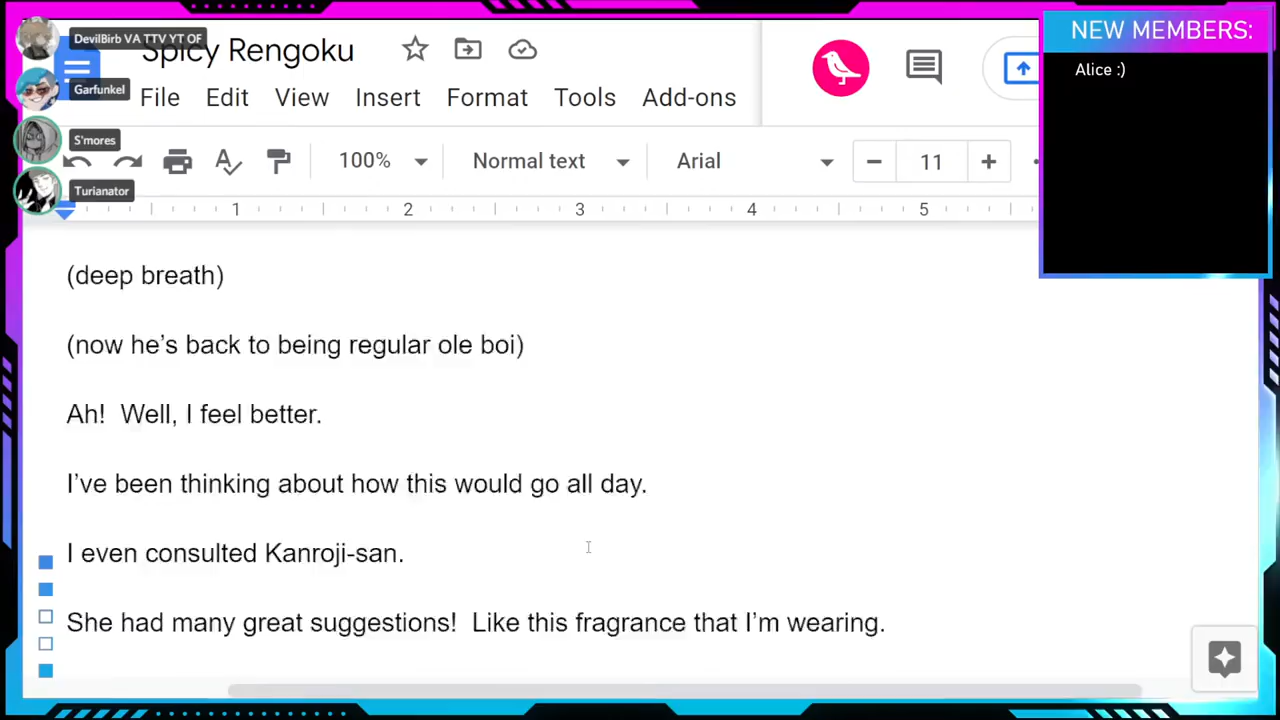 DevilBirb VA TTV YT OF
Garfunkel
S'mores
Turianator
Spicy Rengoku
File Edit View Insert Format Tools Add-ons
100% Normal text Arial 11
1 2 3 4 5
(deep breath)
(now he's back to being regular ole boi)
Ah!  Well, I feel better.
I've been thinking about how this would go all day.
I even consulted Kanroji-san.
She had many great suggestions!  Like this fragrance that I'm wearing.
NEW MEMBERS:
Alice :)